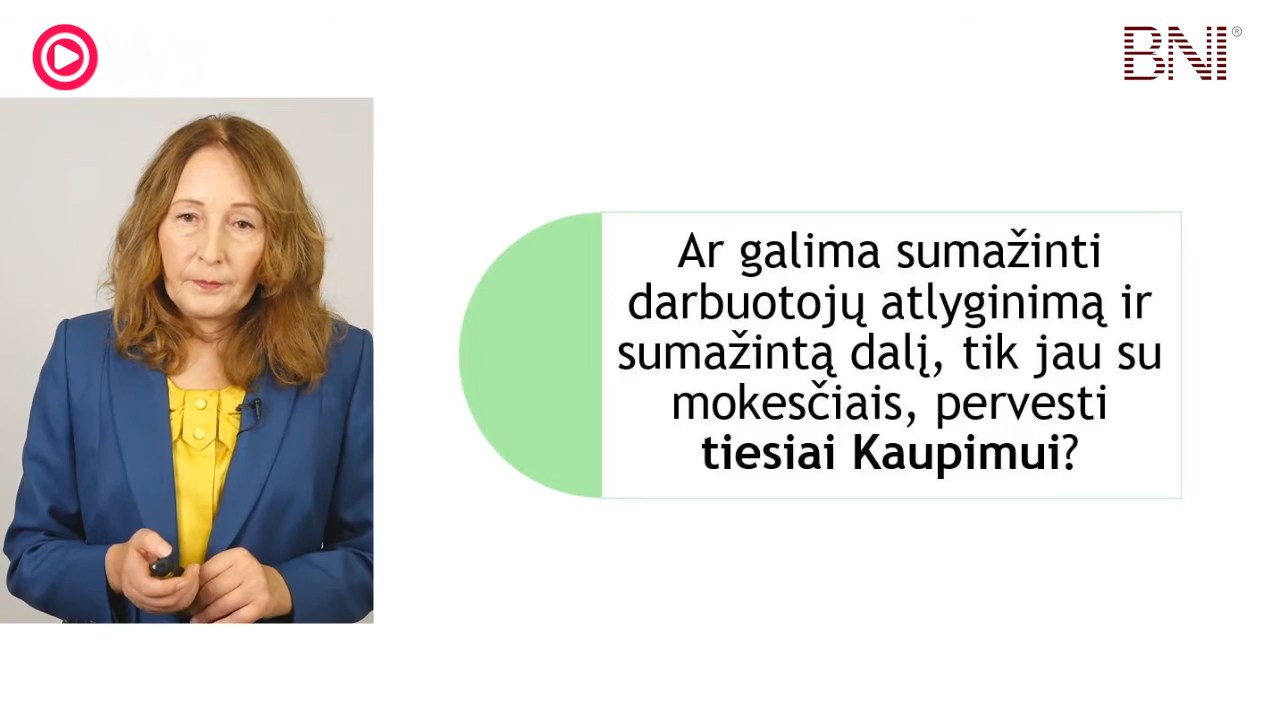 BNI®
Ar galima sumažinti
darbuotojų atlyginimą ir
sumažintą dalį, tik jau su
mokesčiais, pervesti
tiesiai Kaupimui?